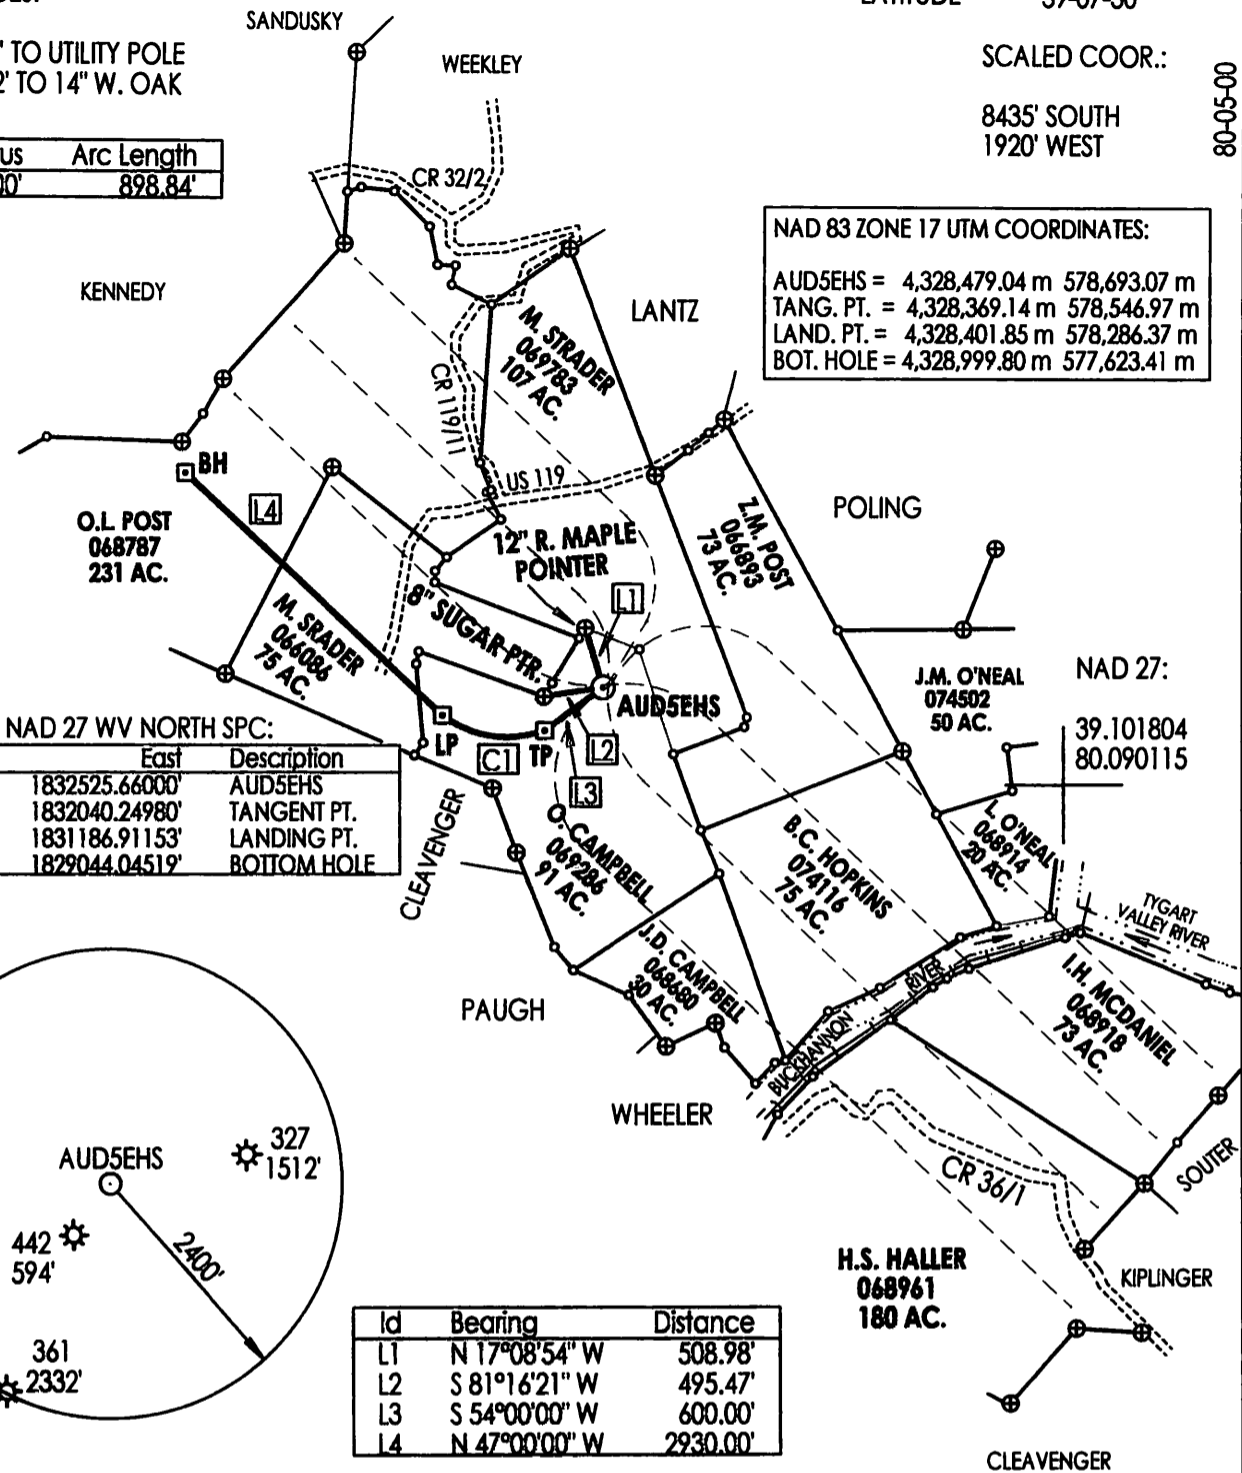 SANDUSKY
LATITUDE
' TO UTILITY POLE
2' TO 14" W. OAK
WEEKLEY
SCALED COOR.:
8435' SOUTH
1920' WEST
80-05-00
us Arc Length
00' 898.84'
CR 32/2
NAD 83 ZONE 17 UTM COORDINATES:
AUD5EHS = 4,328,479.04 m 578,693.07 m
TANG. PT. = 4,328,369.14 m 578,546.97 m
LAND. PT. = 4,328,401.85 m 578,286.37 m
BOT. HOLE = 4,328,999.80 m 577,623.41 m
KENNEDY
LANTZ
M. STRADER
069783
107 AC.
CR 119/11
US 119
BH
L4
O.L. POST
068787
231 AC.
12" R. MAPLE
POINTER
Z.M. POST
066893
73 AC.
POLING
L1
8" SUGAR PTR.
M. SRADER
066086
75 AC.
AUD5EHS
J.M. O'NEAL
074502
50 AC.
NAD 27:
39.101804
80.090115
LP
TP
C1
L2
L3
NAD 27 WV NORTH SPC:
East Description
1832525.66000' AUD5EHS
1832040.24980' TANGENT PT.
1831186.91153' LANDING PT.
1829044.04519' BOTTOM HOLE
CLEAVENGER
O. CAMPBELL
069286
91 AC.
B.C. HOPKINS
074116
75 AC.
L. O'NEAL
068914
20 AC.
TYGART
VALLEY RIVER
J.D. CAMPBELL
068680
30 AC.
PAUGH
BUCKHANNON
RIVER
I.H. MCDANIEL
068918
73 AC.
WHEELER
CR 36/1
SOUTER
KIPLINGER
H.S. HALLER
068961
180 AC.
CLEAVENGER
AUD5EHS
327
1512'
442
594'
2400'
361
2332'
Id Bearing Distance
L1 N 17°08'54" W 508.98'
L2 S 81°16'21" W 495.47'
L3 S 54°00'00" W 600.00'
L4 N 47°00'00" W 2930.00'